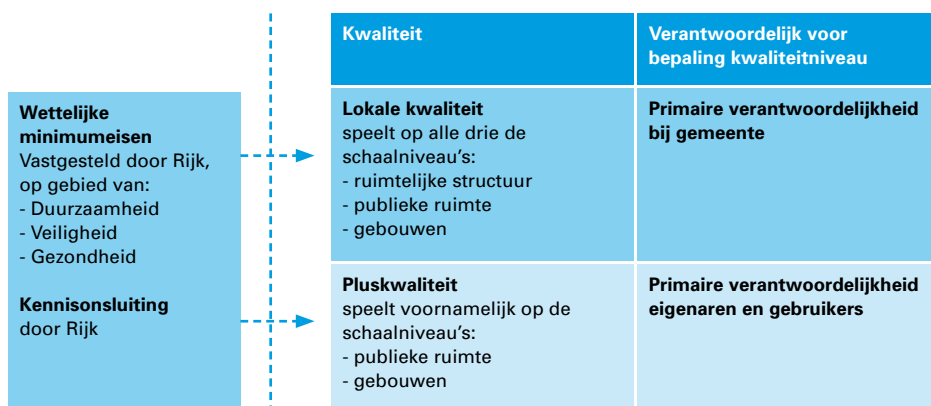 Kwaliteit
Verantwoordelijk voor
bepaling kwaliteitniveau
Wettelijke
minimumeisen
Vastgesteld door Rijk,
op gebied van:
- Duurzaamheid
- Veiligheid
- Gezondheid
Kennisonsluiting
door Rijk
Lokale kwaliteit
speelt op alle drie de
schaalniveau's:
- ruimtelijke structuur
- publieke ruimte
- gebouwen
Primaire verantwoordelijkheid
bij gemeente
Pluskwaliteit
speelt voornamelijk op de
schaalniveau's:
- publieke ruimte
- gebouwen
Primaire verantwoordelijkheid
eigenaren en gebruikers